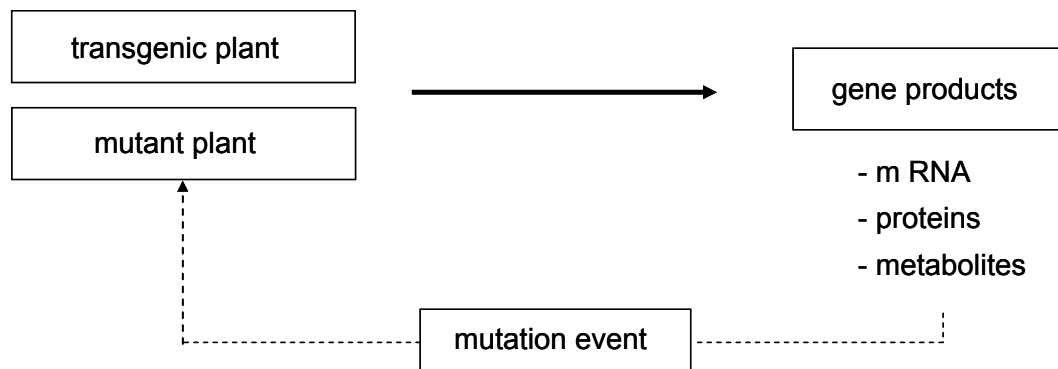 transgenic plant
mutant plant
gene products
- m RNA
- proteins
- metabolites
mutation event